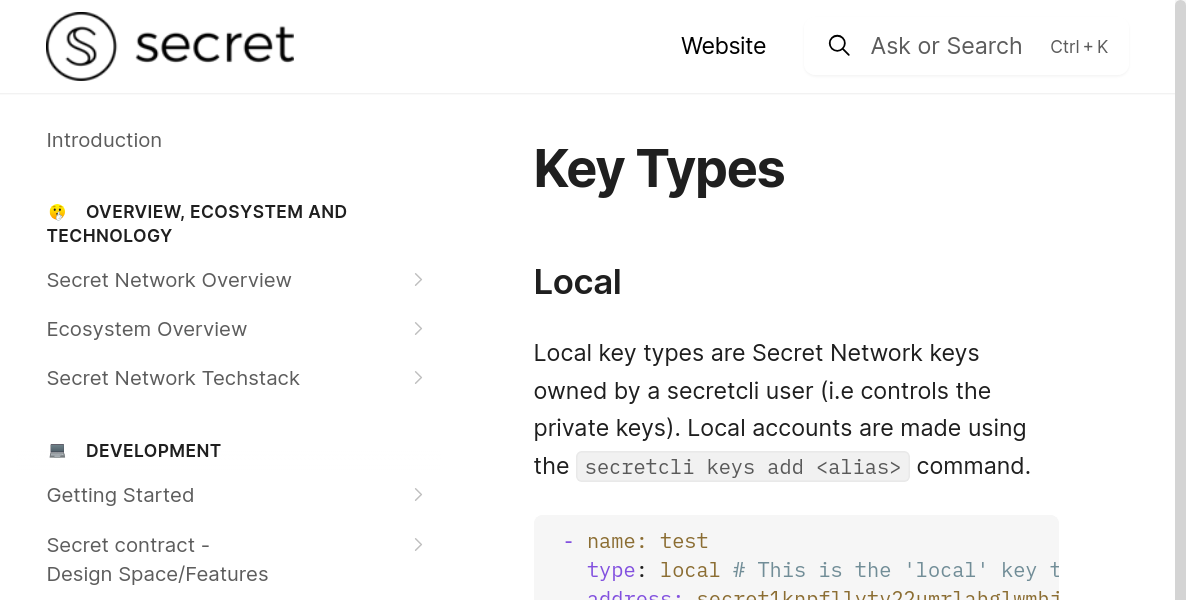 secret
Website
Ask or Search
Ctrl + K
Introduction
OVERVIEW, ECOSYSTEM AND
TECHNOLOGY
Secret Network Overview
Ecosystem Overview
Secret Network Techstack
DEVELOPMENT
Getting Started
Secret contract -
Design Space/Features
Key Types
Local
Local key types are Secret Network keys
owned by a secretcli user (i.e controls the
private keys). Local accounts are made using
the secretcli keys add <alias> command.
- name: test
type: local # This is the 'local' key t
address: